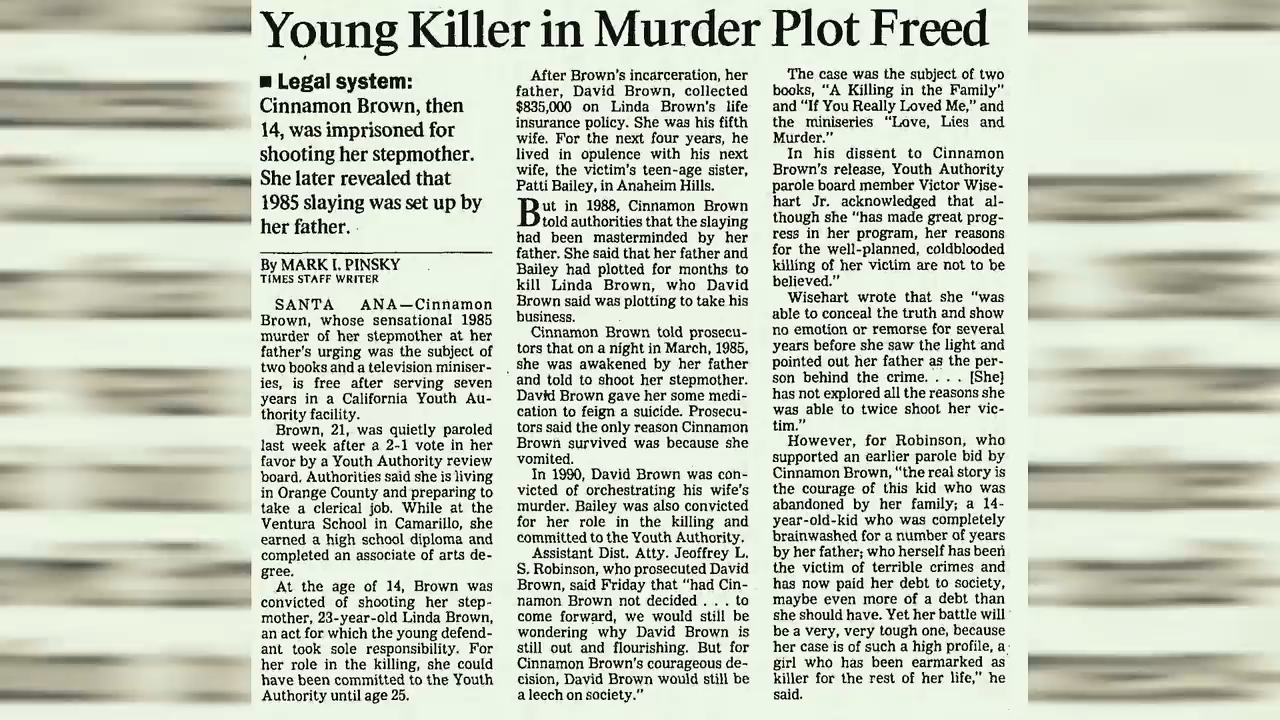 Young Killer in Murder Plot Freed
■ Legal system:
Cinnamon Brown, then
14, was imprisoned for
shooting her stepmother.
She later revealed that
1985 slaying was set up by
her father.
By MARK I. PINSKY
TIMES STAFF WRITER
SANTA ANA—Cinnamon
Brown, whose sensational 1985
murder of her stepmother at her
father's urging was the subject of
two books and a television miniser-
ies, is free after serving seven
years in a California Youth Au-
thority facility.
Brown, 21, was quietly paroled
last week after a 2-1 vote in her
favor by a Youth Authority review
board. Authorities said she is living
in Orange County and preparing to
take a clerical job. While at the
Ventura School in Camarillo, she
earned a high school diploma and
completed an associate of arts de-
gree.
At the age of 14, Brown was
convicted of shooting her step-
mother, 23-year-old Linda Brown,
an act for which the young defend-
ant took sole responsibility. For
her role in the killing, she could
have been committed to the Youth
Authority until age 25.
After Brown's incarceration, her
father, David Brown, collected
$835,000 on Linda Brown's life
insurance policy. She was his fifth
wife. For the next four years, he
lived in opulence with his next
wife, the victim's teen-age sister,
Patti Bailey, in Anaheim Hills.
But in 1988, Cinnamon Brown
told authorities that the slaying
had been masterminded by her
father. She said that her father and
Bailey had plotted for months to
kill Linda Brown, who David
Brown said was plotting to take his
business.
Cinnamon Brown told prosecu-
tors that on a night in March, 1985,
she was awakened by her father
and told to shoot her stepmother.
David Brown gave her some medi-
cation to feign a suicide. Prosecu-
tors said the only reason Cinnamon
Brown survived was because she
vomited.
In 1990, David Brown was con-
victed of orchestrating his wife's
murder. Bailey was also convicted
for her role in the killing and
committed to the Youth Authority.
Assistant Dist. Atty. Jeoffrey L.
S. Robinson, who prosecuted David
Brown, said Friday that "had Cin-
namon Brown not decided . . . to
come forward, we would still be
wondering why David Brown is
still out and flourishing. But for
Cinnamon Brown's courageous de-
cision, David Brown would still be
a leech on society."
The case was the subject of two
books, "A Killing in the Family"
and "If You Really Loved Me," and
the miniseries "Love, Lies and
Murder."
In his dissent to Cinnamon
Brown's release, Youth Authority
parole board member Victor Wise-
hart Jr. acknowledged that al-
though she "has made great prog-
ress in her program, her reasons
for the well-planned, coldblooded
killing of her victim are not to be
believed."
Wisehart wrote that she "was
able to conceal the truth and show
no emotion or remorse for several
years before she saw the light and
pointed out her father as the per-
son behind the crime. . . . [She]
has not explored all the reasons she
was able to twice shoot her vic-
tim."
However, for Robinson, who
supported an earlier parole bid by
Cinnamon Brown, "the real story is
the courage of this kid who was
abandoned by her family; a 14-
year-old-kid who was completely
brainwashed for a number of years
by her father; who herself has been
the victim of terrible crimes and
has now paid her debt to society,
maybe even more of a debt than
she should have. Yet her battle will
be a very, very tough one, because
her case is of such a high profile, a
girl who has been earmarked as
killer for the rest of her life," he
said.